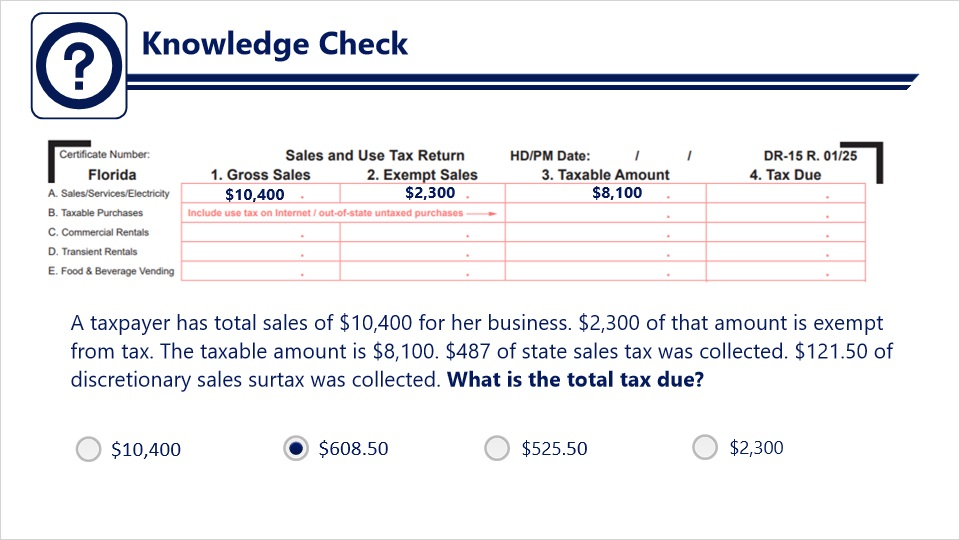 ?
Knowledge Check
Certificate Number: Sales and Use Tax Return HD/PM Date: / / DR-15 R. 01/25
Florida 1. Gross Sales 2. Exempt Sales 3. Taxable Amount 4. Tax Due
A. Sales/Services/Electricity $10,400 . $2,300 . $8,100 . .
B. Taxable Purchases Include use tax on Internet / out-of-state untaxed purchases . .
C. Commercial Rentals . . . .
D. Transient Rentals . . . .
E. Food & Beverage Vending . . . .
A taxpayer has total sales of $10,400 for her business. $2,300 of that amount is exempt
from tax. The taxable amount is $8,100. $487 of state sales tax was collected. $121.50 of
discretionary sales surtax was collected. What is the total tax due?
$10,400 $608.50 $525.50 $2,300